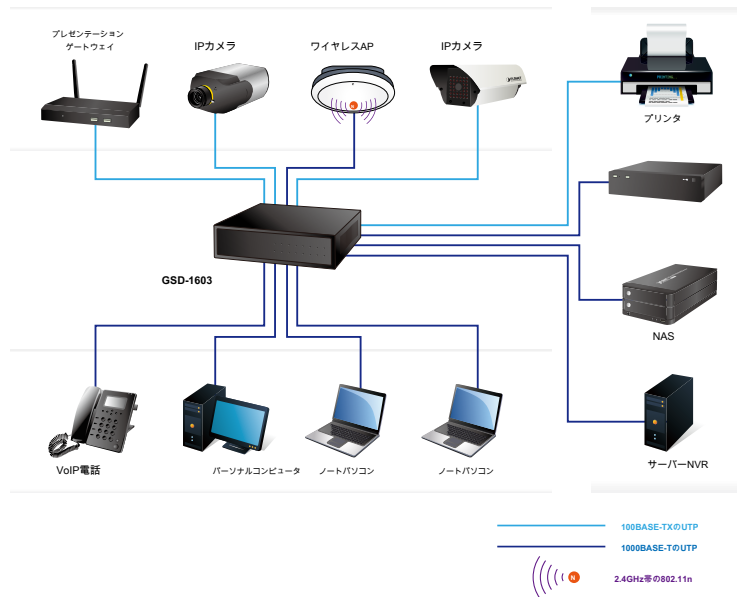 プレゼンテーション
ゲートウェイ
IPカメラ
ワイヤレスAP
IPカメラ
プリンタ
GSD-1603
NAS
VoIP電話
パーソナルコンピュータ
ノートパソコン
ノートパソコン
サーバーNVR
100BASE-TXのUTP
1000BASE-TのUTP
N
2.4GHz帯の802.11n